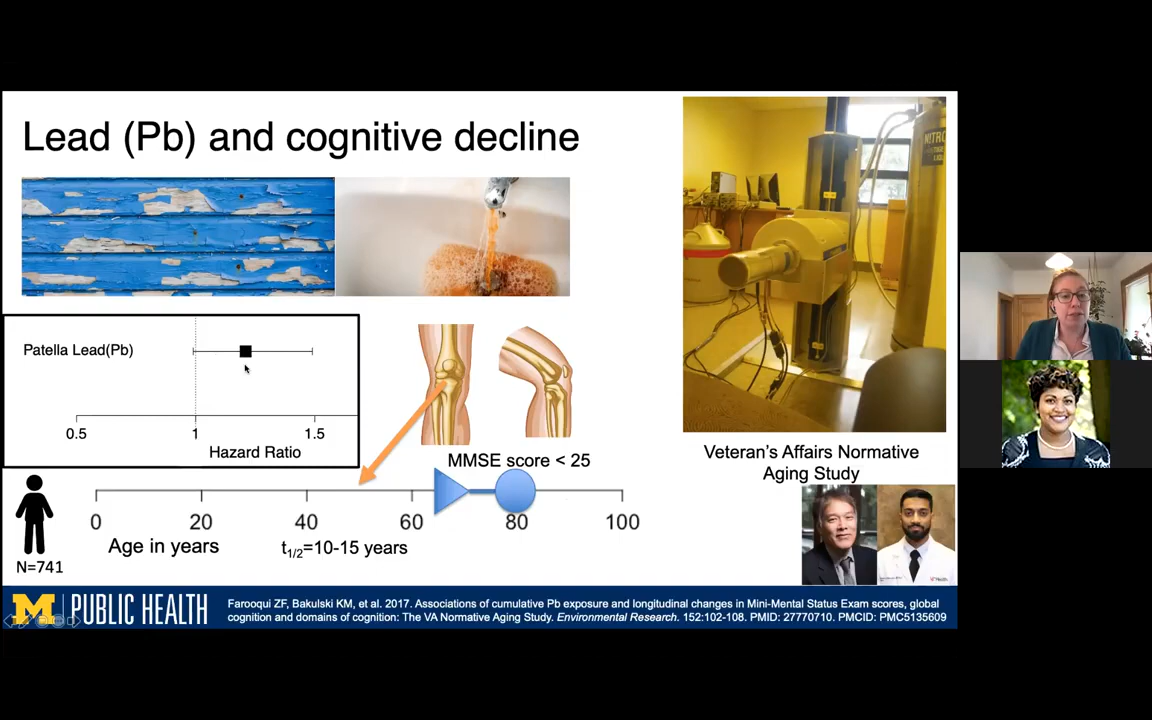 Lead (Pb) and cognitive decline
NITRO
Patella Lead(Pb)
0.5
1
1.5
Hazard Ratio
MMSE score < 25
Veteran's Affairs Normative
Aging Study
0
20
40
60
80
100
Age in years
t1/2=10-15 years
N=741
M PUBLIC HEALTH
Farooqui ZF, Bakulski KM, et al. 2017. Associations of cumulative Pb exposure and longitudinal changes in Mini-Mental Status Exam scores, global
cognition and domains of cognition: The VA Normative Aging Study. Environmental Research. 152:102-108. PMID: 27770710. PMCID: PMC5135609